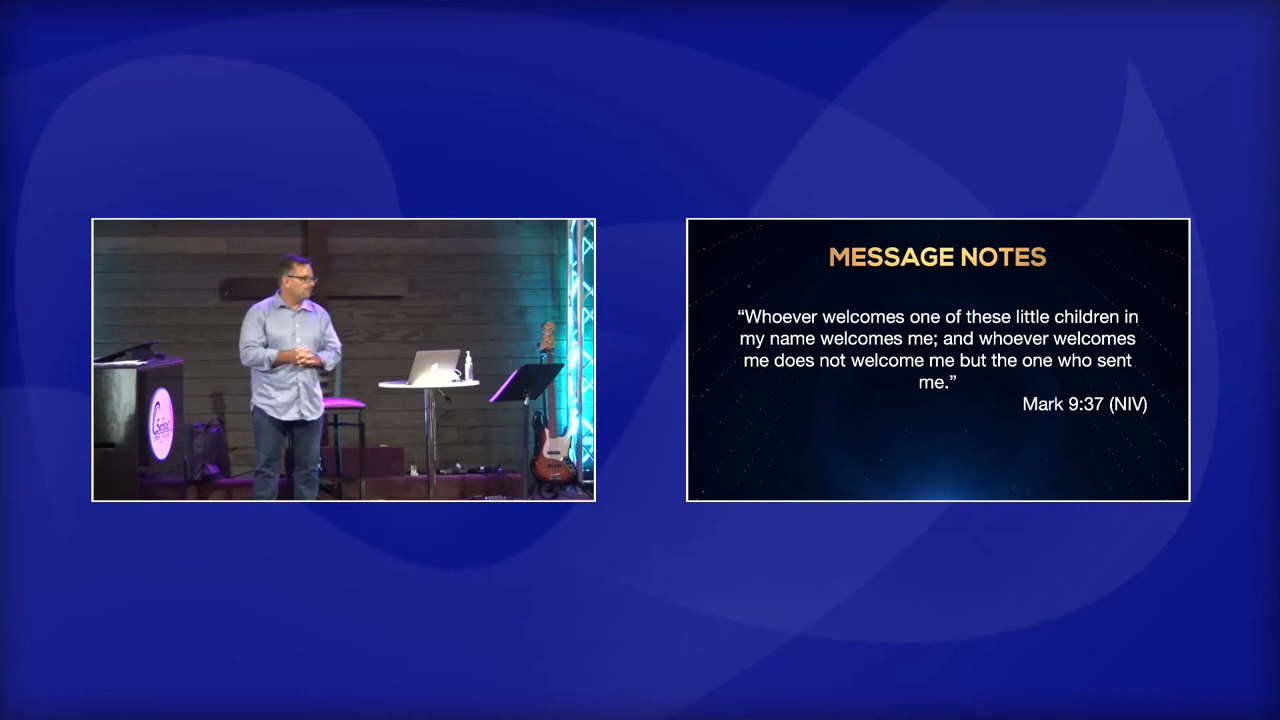 MESSAGE NOTES
“Whoever welcomes one of these little children in
my name welcomes me; and whoever welcomes
me does not welcome me but the one who sent
me.”
Mark 9:37 (NIV)